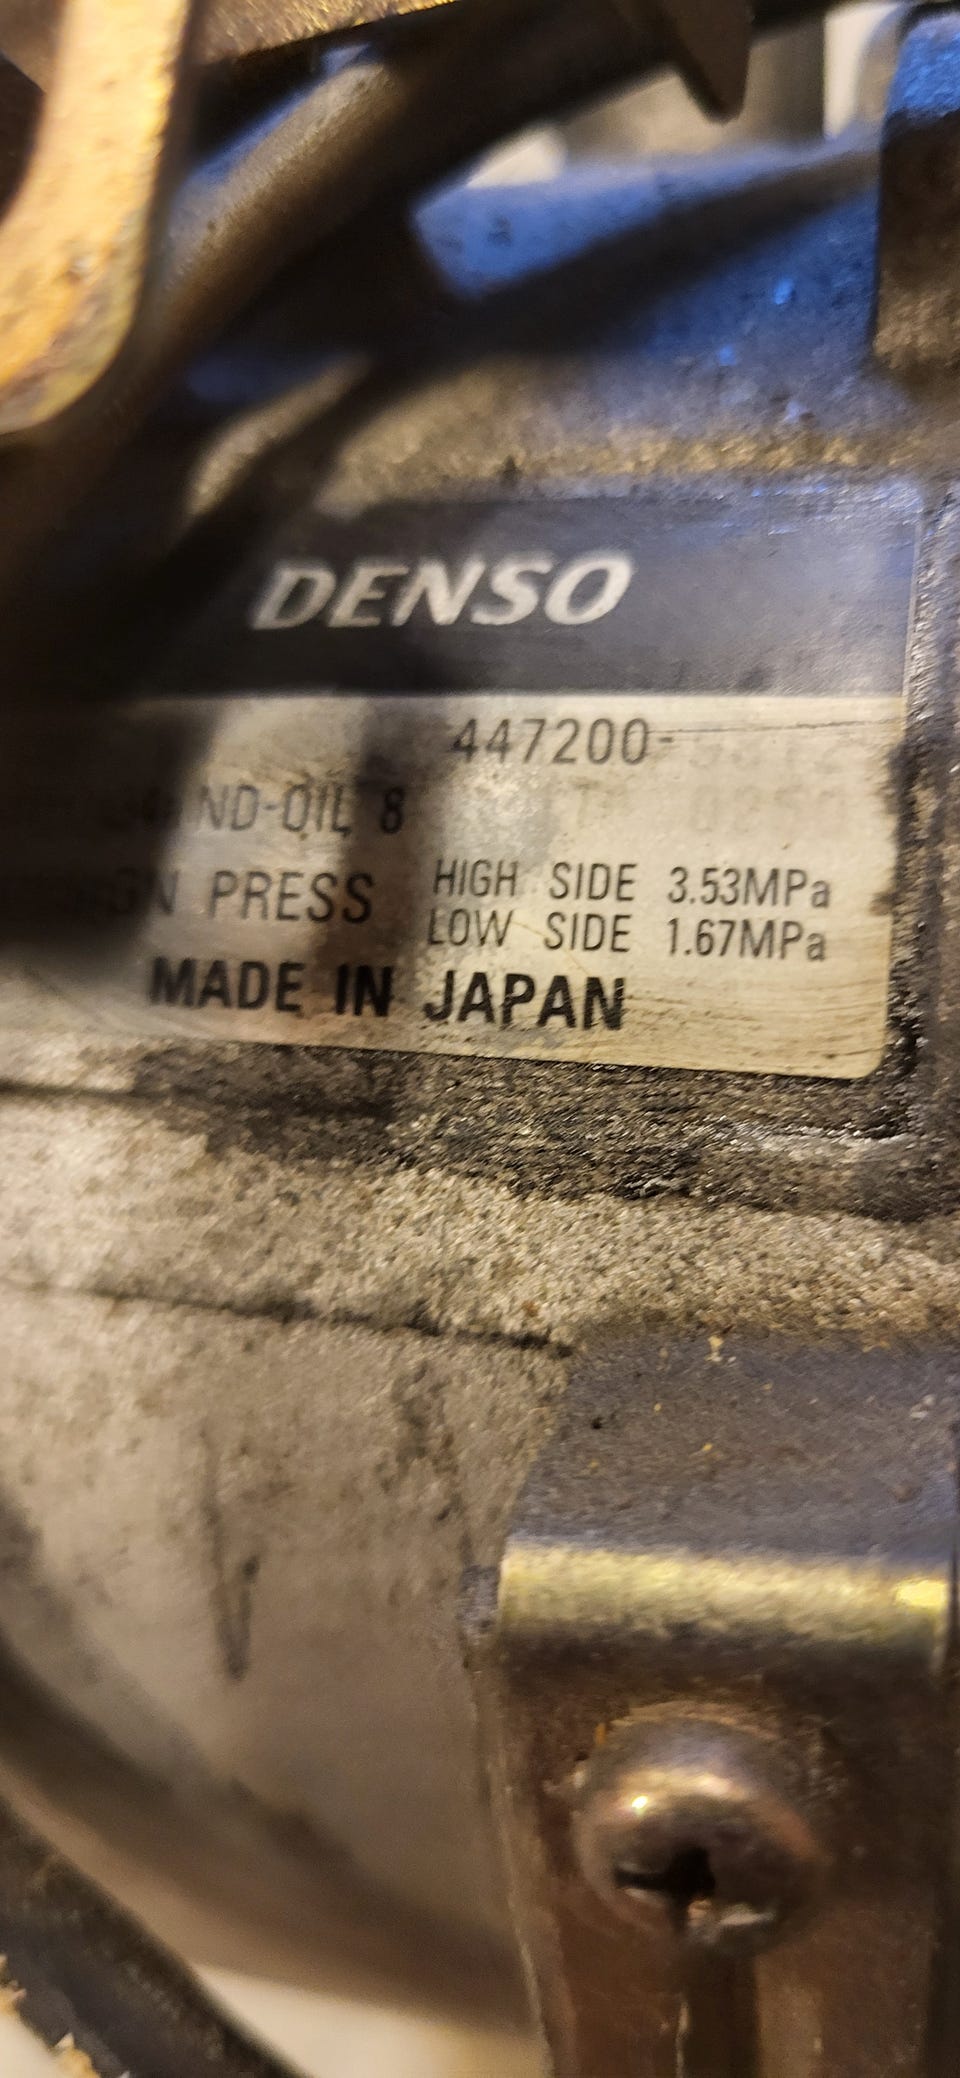 DENSO
447200-
ND-OIL 8
PRESS HIGH SIDE 3.53MPa
LOW SIDE 1.67MPa
MADE IN JAPAN